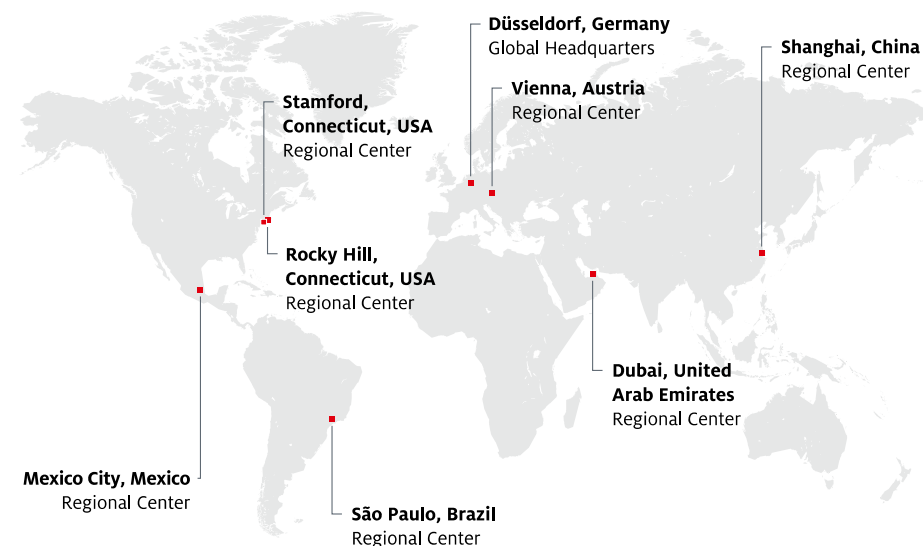 Düsseldorf, Germany
Global Headquarters
Shanghai, China
Regional Center
Vienna, Austria
Regional Center
Stamford,
Connecticut, USA
Regional Center
Rocky Hill,
Connecticut, USA
Regional Center
Dubai, United
Arab Emirates
Regional Center
Mexico City, Mexico
Regional Center
São Paulo, Brazil
Regional Center